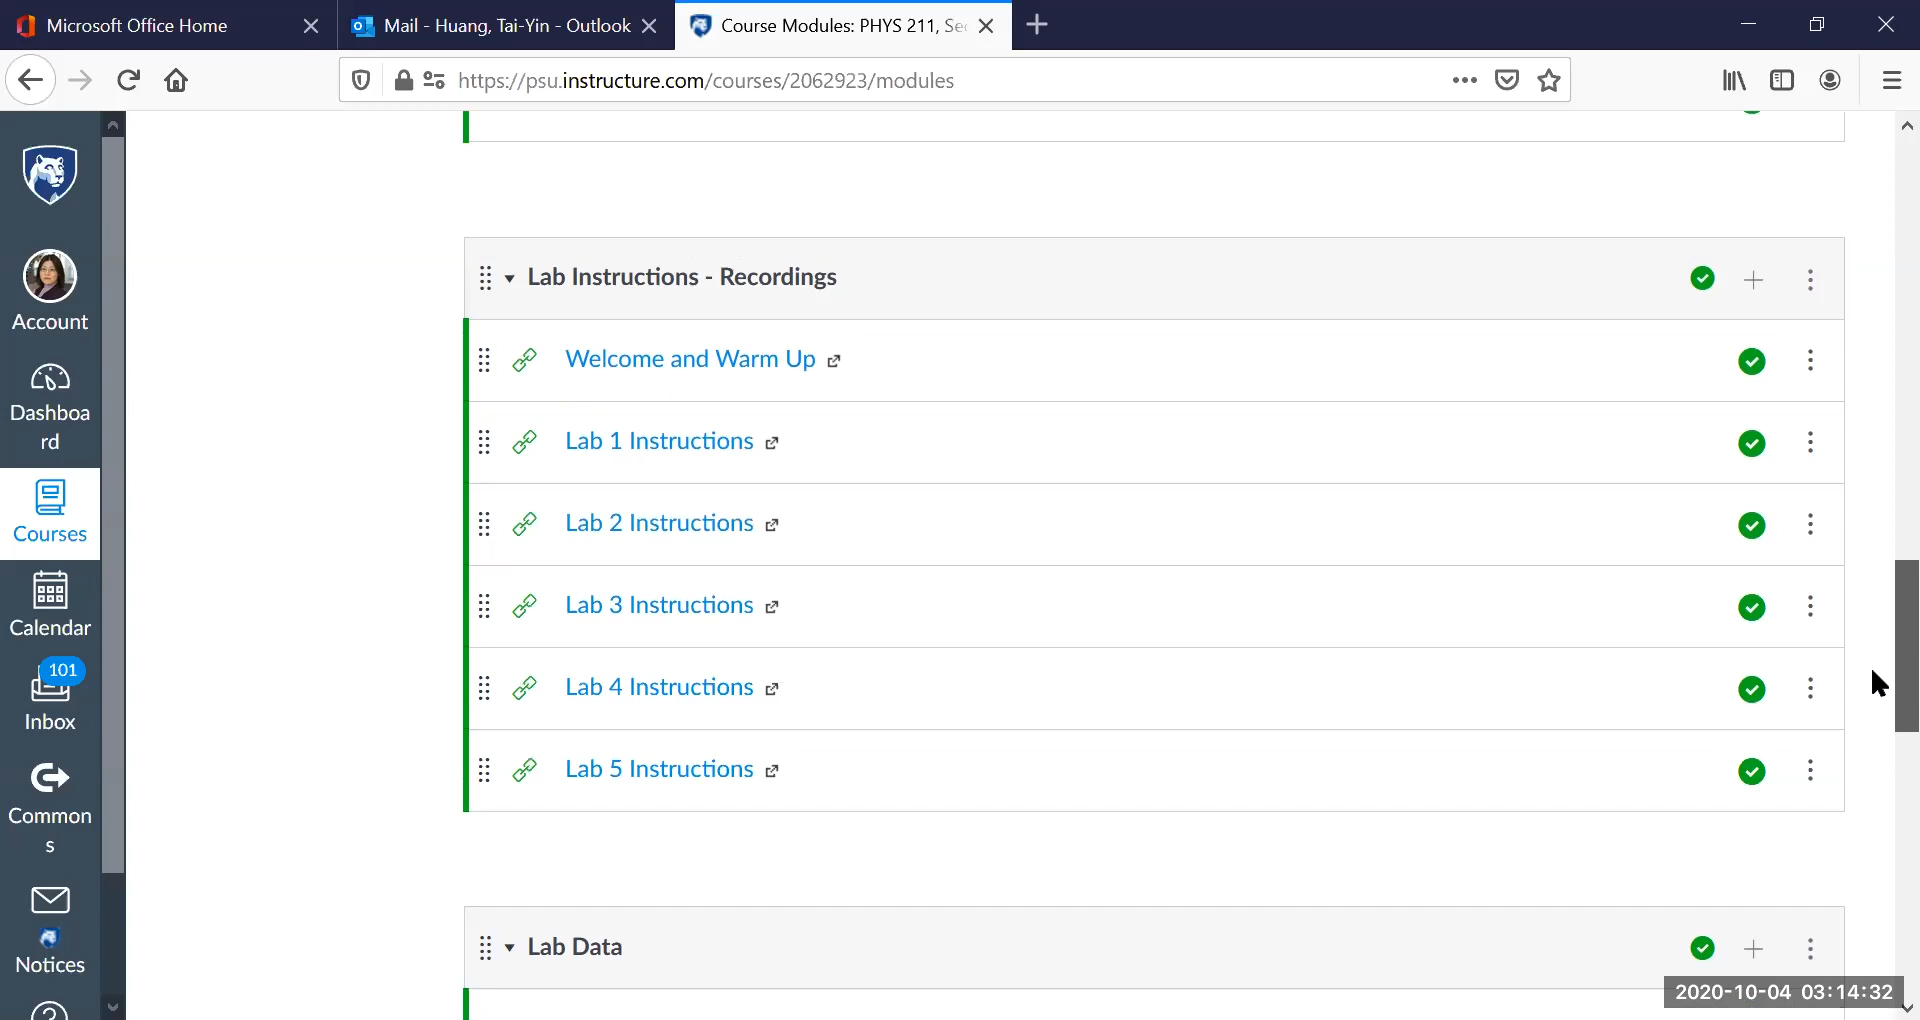 Microsoft Office Home
Mail - Huang, Tai-Yin - Outlook
Course Modules: PHYS 211, Se
https://psu.instructure.com/courses/2062923/modules
Account
Dashboa
rd
Courses
Calendar
101
Inbox
Common
s
Notices
Lab Instructions - Recordings
Welcome and Warm Up
Lab 1 Instructions
Lab 2 Instructions
Lab 3 Instructions
Lab 4 Instructions
Lab 5 Instructions
Lab Data
2020-10-04 03:14:32